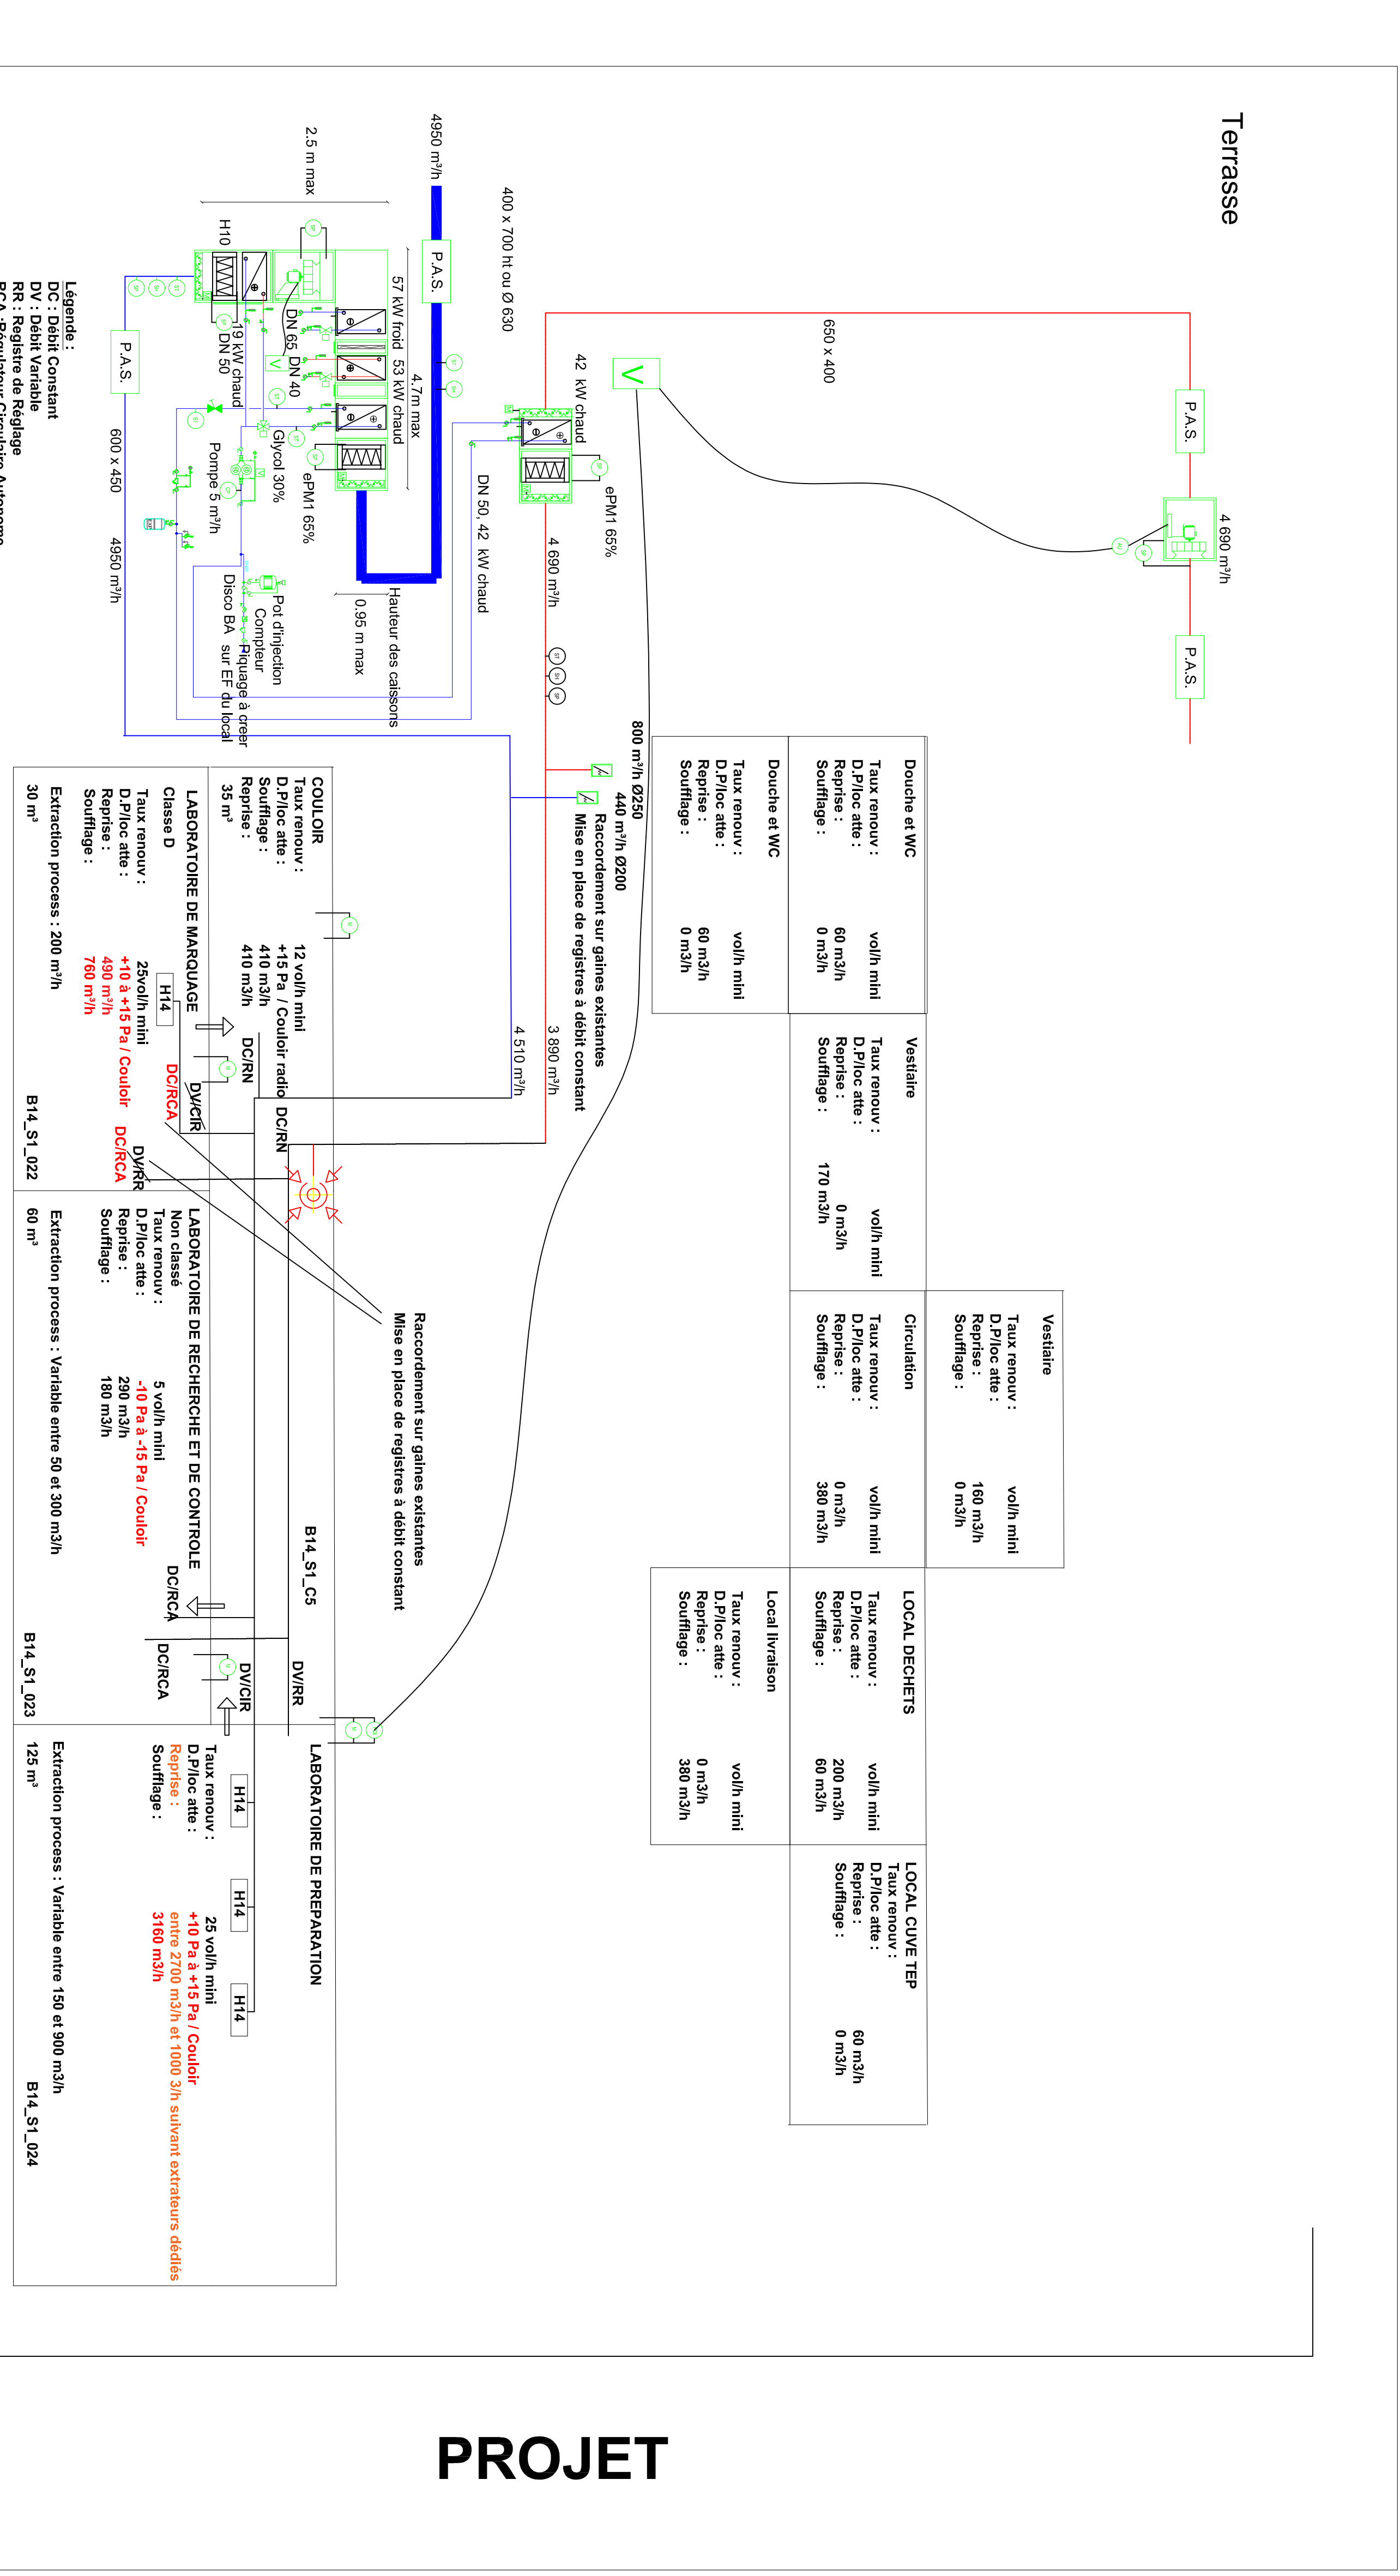 Terrasse
P.A.S.
4 690 m³/h
P.A.S.
650 x 400
V
4950 m³/h
P.A.S.
400 x 700 ht ou Ø 630
42 kW chaud
ePM1 65%
4 690 m³/h
DN 50, 42 kW chaud
2.5 m max
4.7m max
57 kW froid 53 kW chaud
DN 65 DN 40
V
H10
19 kW chaud
DN 50
ePM1 65%
Glycol 30%
Pompe 5 m³/h
Hauteur des caissons
0.95 m max
Pot d'injection
Compteur
Piquage à creer
Disco BA sur EF du local
P.A.S.
600 x 450
4950 m³/h
800 m³/h Ø250
440 m³/h Ø200
Raccordement sur gaines existantes
Mise en place de registres à débit constant
3 890 m³/h
4 510 m³/h
Douche et WC
Taux renouv : vol/h mini
D.P/loc atte :
Reprise : 60 m3/h
Soufflage : 0 m3/h
Douche et WC
Taux renouv : vol/h mini
D.P/loc atte :
Reprise : 60 m3/h
Soufflage : 0 m3/h
Vestiaire
Taux renouv : vol/h mini
D.P/loc atte :
Reprise : 0 m3/h
Soufflage : 170 m3/h
Vestiaire
Taux renouv : vol/h mini
D.P/loc atte :
Reprise : 160 m3/h
Soufflage : 0 m3/h
Circulation
Taux renouv : vol/h mini
D.P/loc atte :
Reprise : 0 m3/h
Soufflage : 380 m3/h
LOCAL DECHETS
Taux renouv : vol/h mini
D.P/loc atte :
Reprise : 200 m3/h
Soufflage : 60 m3/h
Local livraison
Taux renouv : vol/h mini
D.P/loc atte :
Reprise : 0 m3/h
Soufflage : 380 m3/h
LOCAL CUVE TEP
Taux renouv :
D.P/loc atte :
Reprise : 60 m3/h
Soufflage : 0 m3/h
Raccordement sur gaines existantes
Mise en place de registres à débit constant
COULOIR
Taux renouv : 12 vol/h mini
D.P/loc atte : +15 Pa / Couloir radio
Soufflage : 410 m3/h
Reprise : 410 m3/h
35 m³
DC/RN
DC/RN
B14_S1_C5
DV/RR
LABORATOIRE DE MARQUAGE
Classe D
H14
DV/CIR
DC/RCA
Taux renouv : 25vol/h mini
D.P/loc atte : +10 à +15 Pa / Couloir
Reprise : 490 m³/h
Soufflage : 760 m³/h
DV/RR
DC/RCA
Extraction process : 200 m³/h
30 m³
B14_S1_022
LABORATOIRE DE RECHERCHE ET DE CONTROLE
Non classé
Taux renouv : 5 vol/h mini
D.P/loc atte : -10 Pa à -15 Pa / Couloir
Reprise : 290 m3/h
Soufflage : 180 m3/h
DC/RCA
DC/RCA
DV/CIR
Extraction process : Variable entre 50 et 300 m3/h
60 m³
B14_S1_023
LABORATOIRE DE PREPARATION
H14
H14
H14
Taux renouv : 25 vol/h mini
D.P/loc atte : +10 Pa à +15 Pa / Couloir
Reprise : entre 2700 m3/h et 1000 3/h suivant extrateurs dédiés
Soufflage : 3160 m3/h
Extraction process : Variable entre 150 et 900 m3/h
125 m³
B14_S1_024
Légende :
DC : Débit Constant
DV : Débit Variable
RR : Registre de Réglage
RCA :Régulateur Circulaire Autonome
PROJET